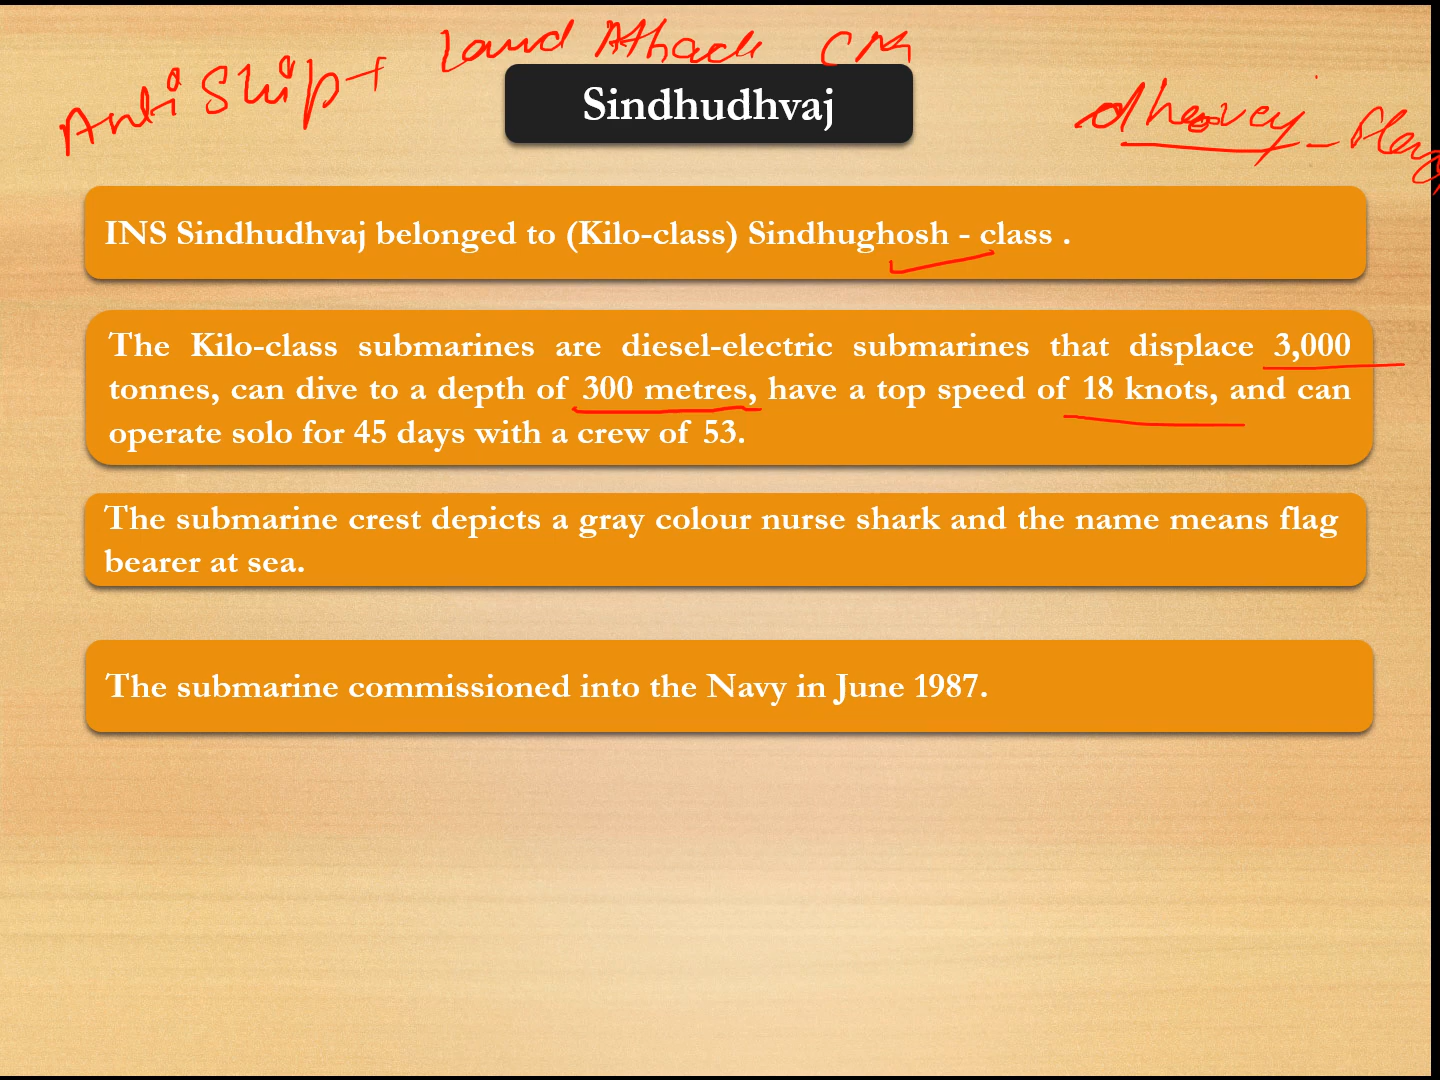 Anti Ship + Land Attack CM
Sindhudhvaj
INS Sindhudhvaj belonged to (Kilo-class) Sindhughosh - class .
The Kilo-class submarines are diesel-electric submarines that displace 3,000
tonnes, can dive to a depth of 300 metres, have a top speed of 18 knots, and can
operate solo for 45 days with a crew of 53.
The submarine crest depicts a gray colour nurse shark and the name means flag
bearer at sea.
The submarine commissioned into the Navy in June 1987.